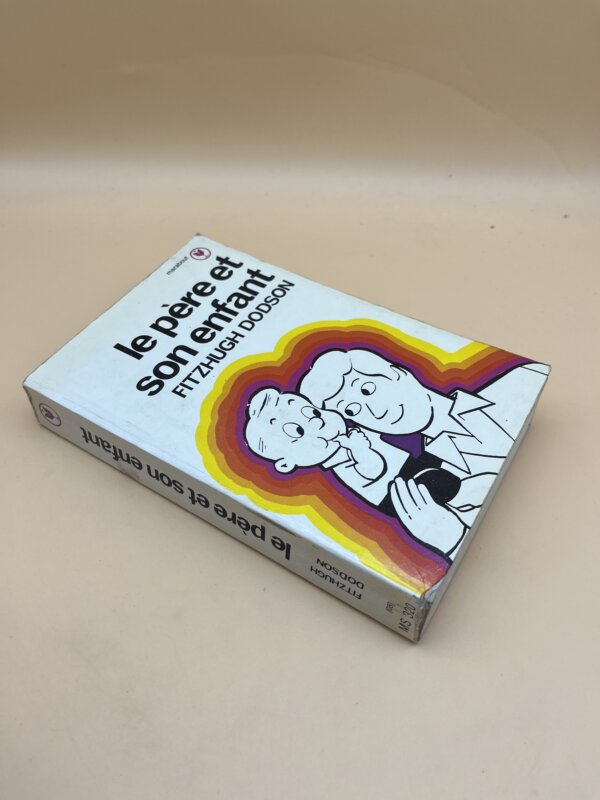 marabout
le père et
son enfant
FITZHUGH DODSON
le père et son enfant
FITZHUGH
DODSON
MS 320